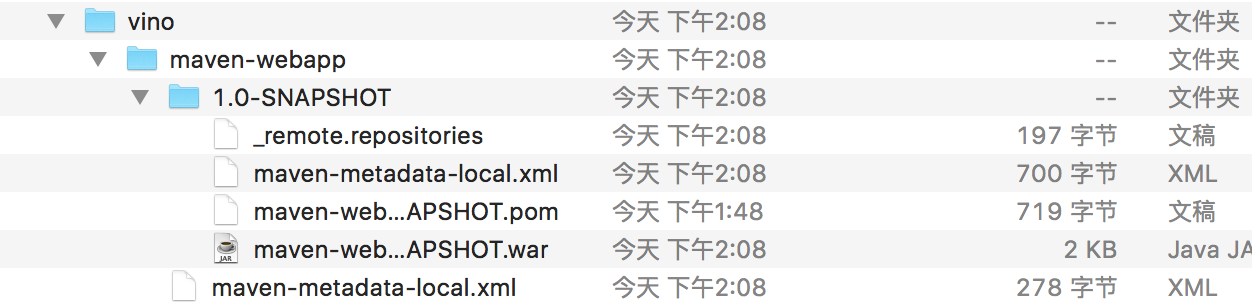 vino 今天 下午2:08 -- 文件夹
maven-webapp 今天 下午2:08 -- 文件夹
1.0-SNAPSHOT 今天 下午2:08 -- 文件夹
_remote.repositories 今天 下午2:08 197 字节 文稿
maven-metadata-local.xml 今天 下午2:08 700 字节 XML
maven-web...APSHOT.pom 今天 下午1:48 719 字节 文稿
JAR maven-web...APSHOT.war 今天 下午2:08 2 KB Java JA
maven-metadata-local.xml 今天 下午2:08 278 字节 XML